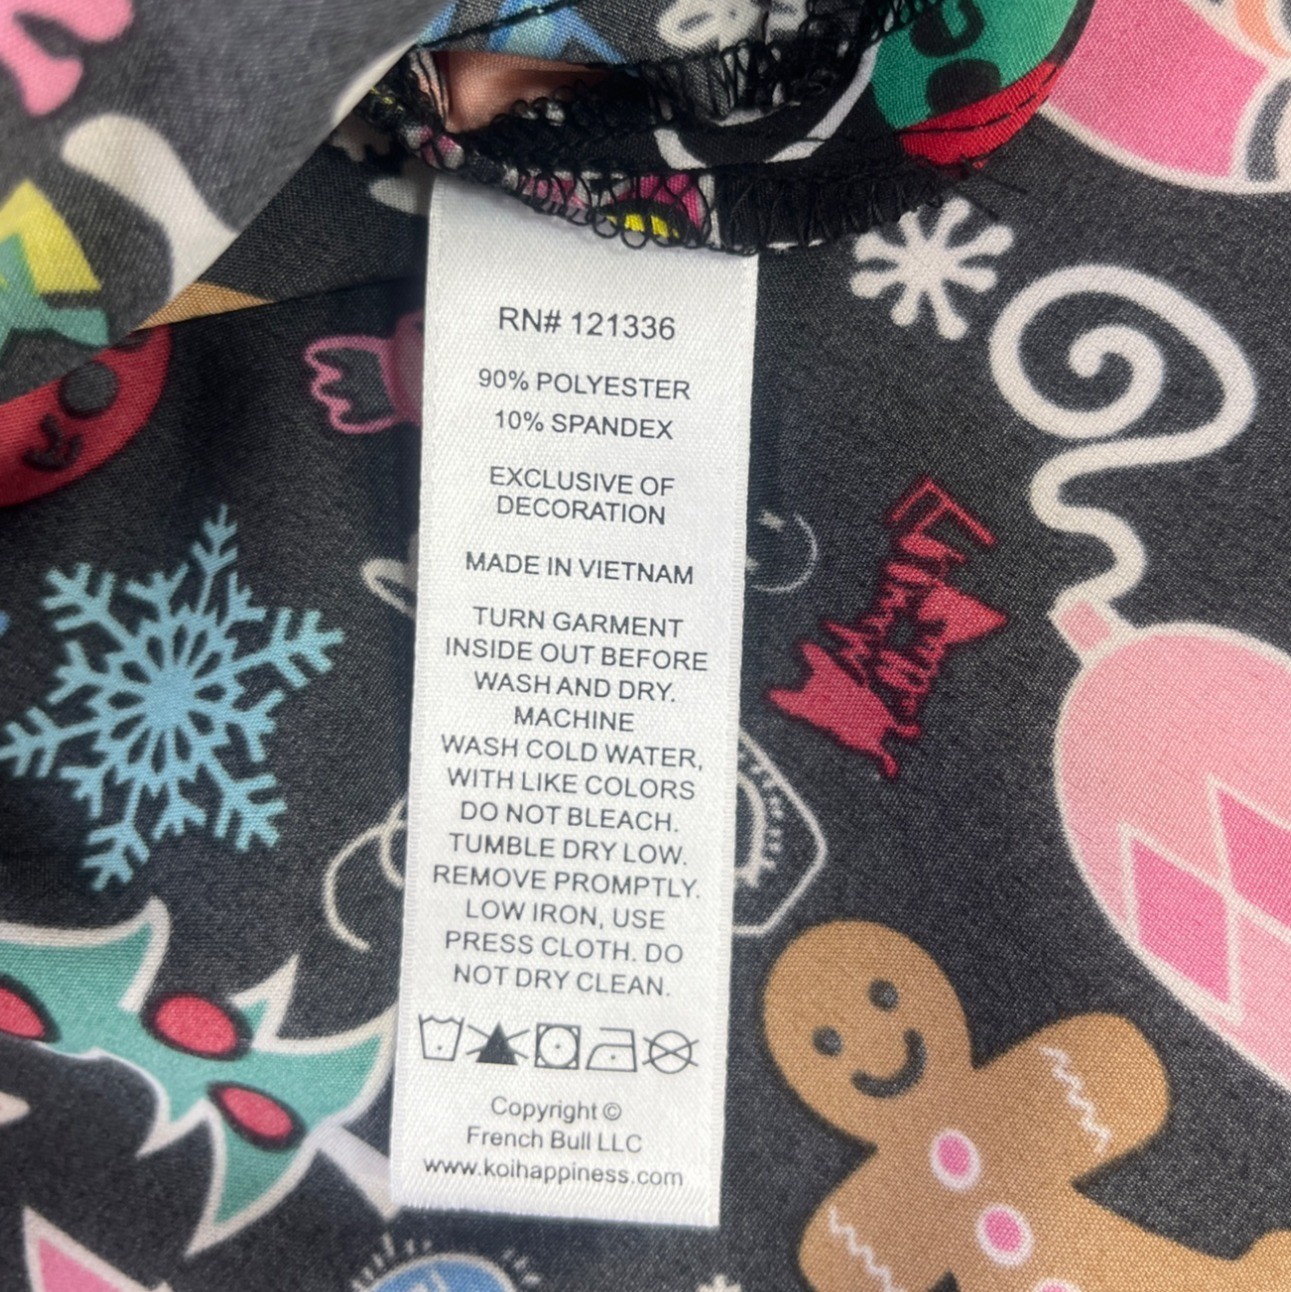 RN# 121336
90% POLYESTER
10% SPANDEX
EXCLUSIVE OF
DECORATION
MADE IN VIETNAM
TURN GARMENT
INSIDE OUT BEFORE
WASH AND DRY.
MACHINE
WASH COLD WATER,
WITH LIKE COLORS
DO NOT BLEACH.
TUMBLE DRY LOW.
REMOVE PROMPTLY.
LOW IRON, USE
PRESS CLOTH. DO
NOT DRY CLEAN.
Copyright ©
French Bull LLC
www.koihappiness.com